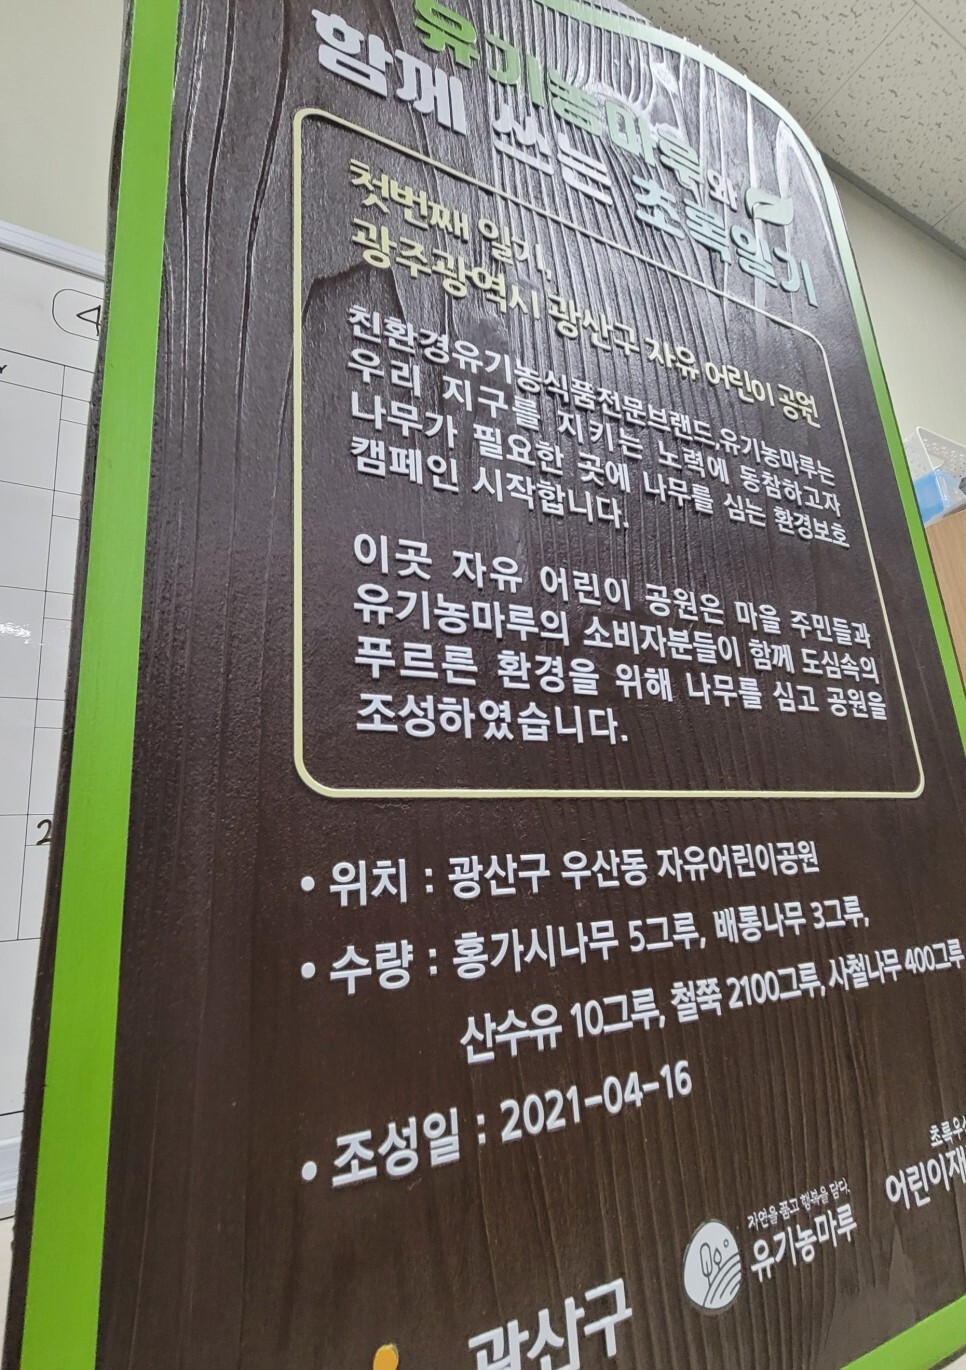 유기농마루와
함께 쓰는 초록일기
첫번째 일기,
광주광역시 광산구 자유 어린이 공원
친환경유기농식품전문브랜드,유기농마루는
우리 지구를 지키는 노력에 동참하고자
나무가 필요한 곳에 나무를 심는 환경보호
캠페인 시작합니다.
이곳 자유 어린이 공원은 마을 주민들과
유기농마루의 소비자분들이 함께 도심속의
푸르른 환경을 위해 나무를 심고 공원을
조성하였습니다.
• 위치 : 광산구 우산동 자유어린이공원
• 수량 : 홍가시나무 5그루, 배롱나무 3그루,
산수유 10그루, 철쭉 2100그루, 사철나무 400그루
• 조성일 : 2021-04-16
초록우산
어린이재
자연을 품고 행복을 담다.
유기농마루
광산구
4
2